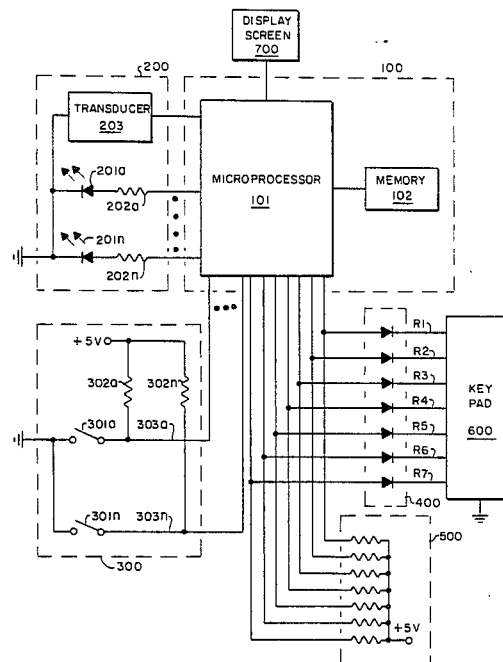 DISPLAY
SCREEN
700
200
100
TRANSDUCER
203
MICROPROCESSOR
101
MEMORY
102
201a
202a
201n
202n
+5V
302a
302n
301a
303a
301n
303n
300
R1
R2
R3
R4
R5
R6
R7
KEY
PAD
600
400
500
+5V